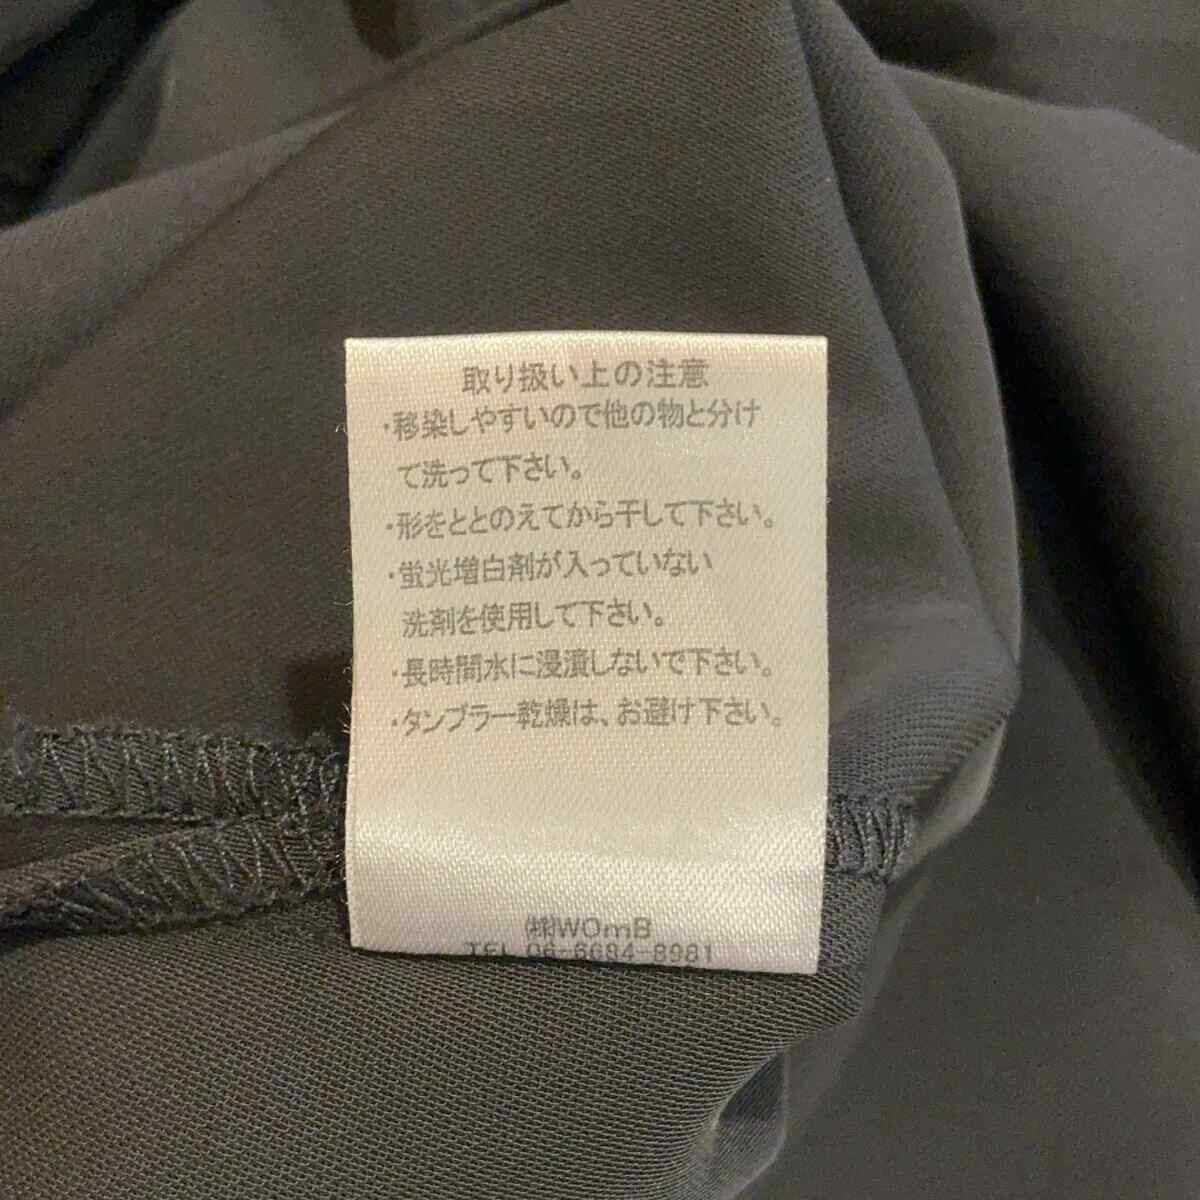 取り扱い上の注意
・移染しやすいので他の物と分け
て洗って下さい。
・形をととのえてから干して下さい。
・蛍光増白剤が入っていない
洗剤を使用して下さい。
・長時間水に浸漬しないで下さい。
・タンブラー乾燥は、お避け下さい。
㈱WOmB
TEL 06-6684-8981